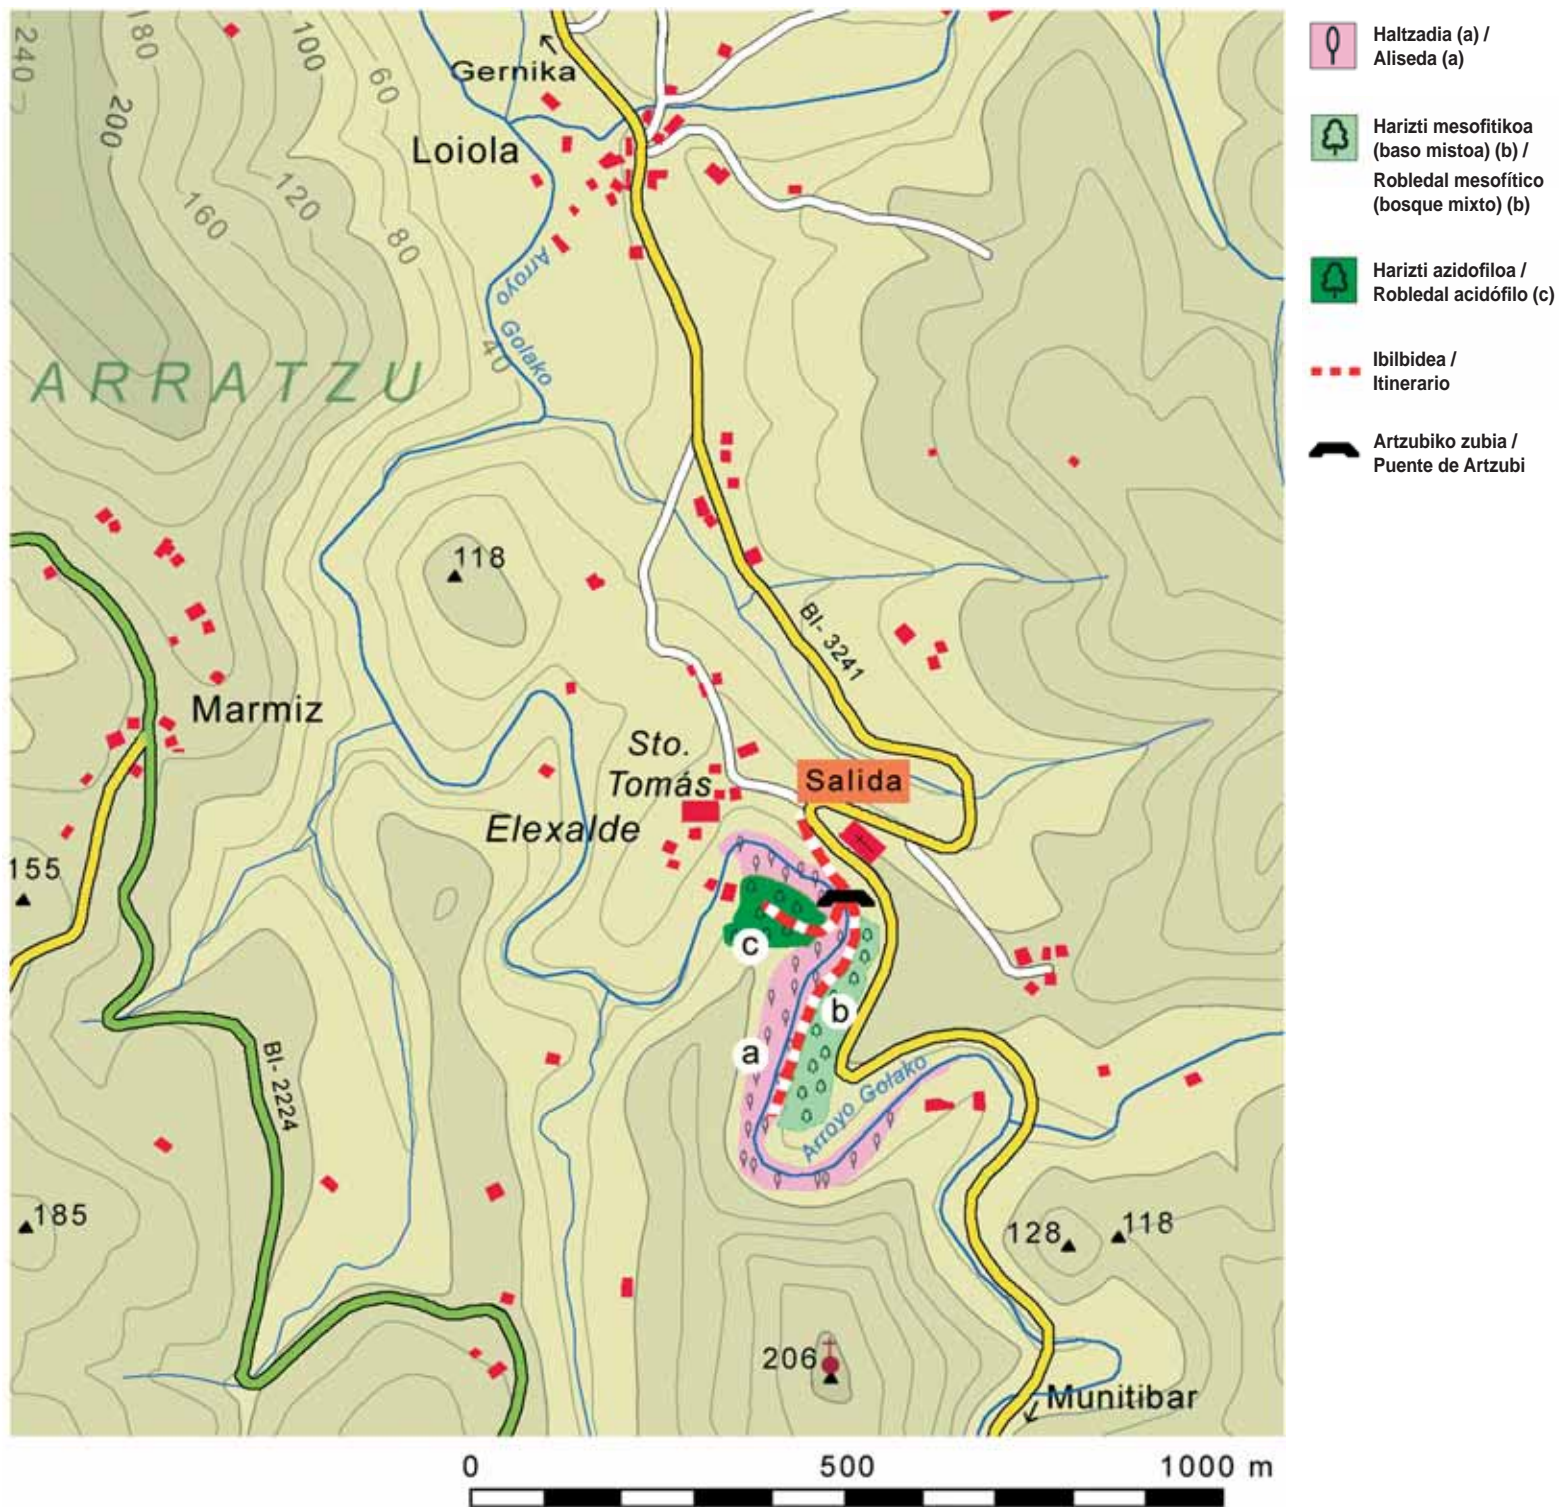 240
180
100
60
200
160
120
80
40
Gernika
Loiola
Arroyo
Golako
ARRATZU
118
Marmiz
BI- 3241
Sto.
Tomás
Elexalde
Salida
155
c
b
a
BI- 2224
Arroyo Golako
185
128
118
206
Munitibar
0
500
1000 m
Haltzadia (a) /
Aliseda (a)
Harizti mesofitikoa
(baso mistoa) (b) /
Robledal mesofítico
(bosque mixto) (b)
Harizti azidofiloa /
Robledal acidófilo (c)
Ibilbidea /
Itinerario
Artzubiko zubia /
Puente de Artzubi